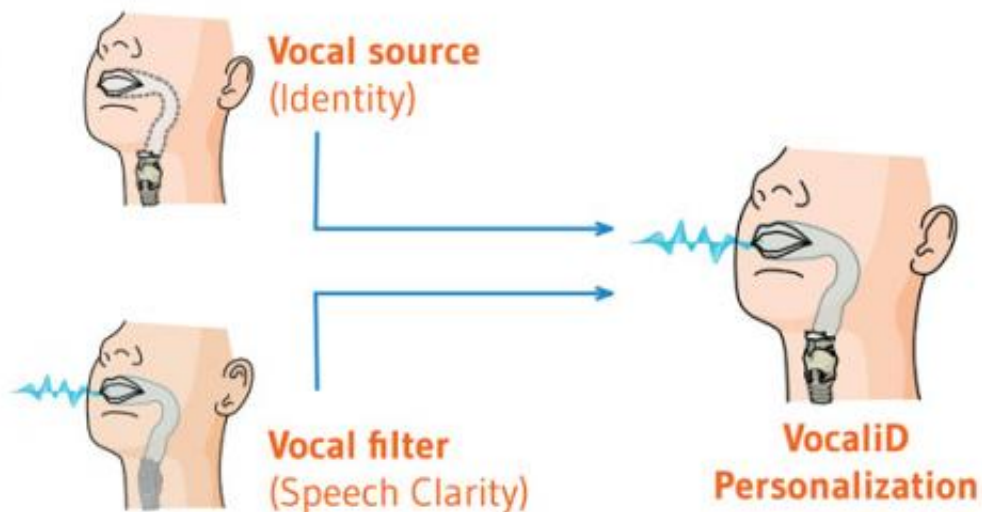 Vocal source
(Identity)
Vocal filter
(Speech Clarity)
VocaliD
Personalization